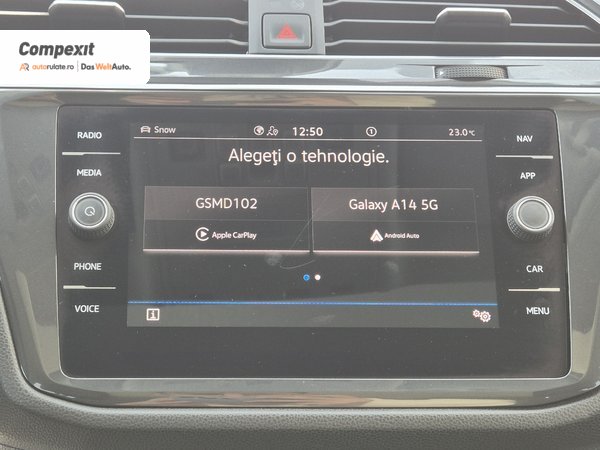 Compexit
autorulate.ro | Das WeltAuto.
RADIO
MEDIA
PHONE
VOICE
NAV
APP
CAR
MENU
Snow 12:50 23.0°C
Alegeți o tehnologie.
GSMD102
Apple CarPlay
Galaxy A14 5G
Android Auto